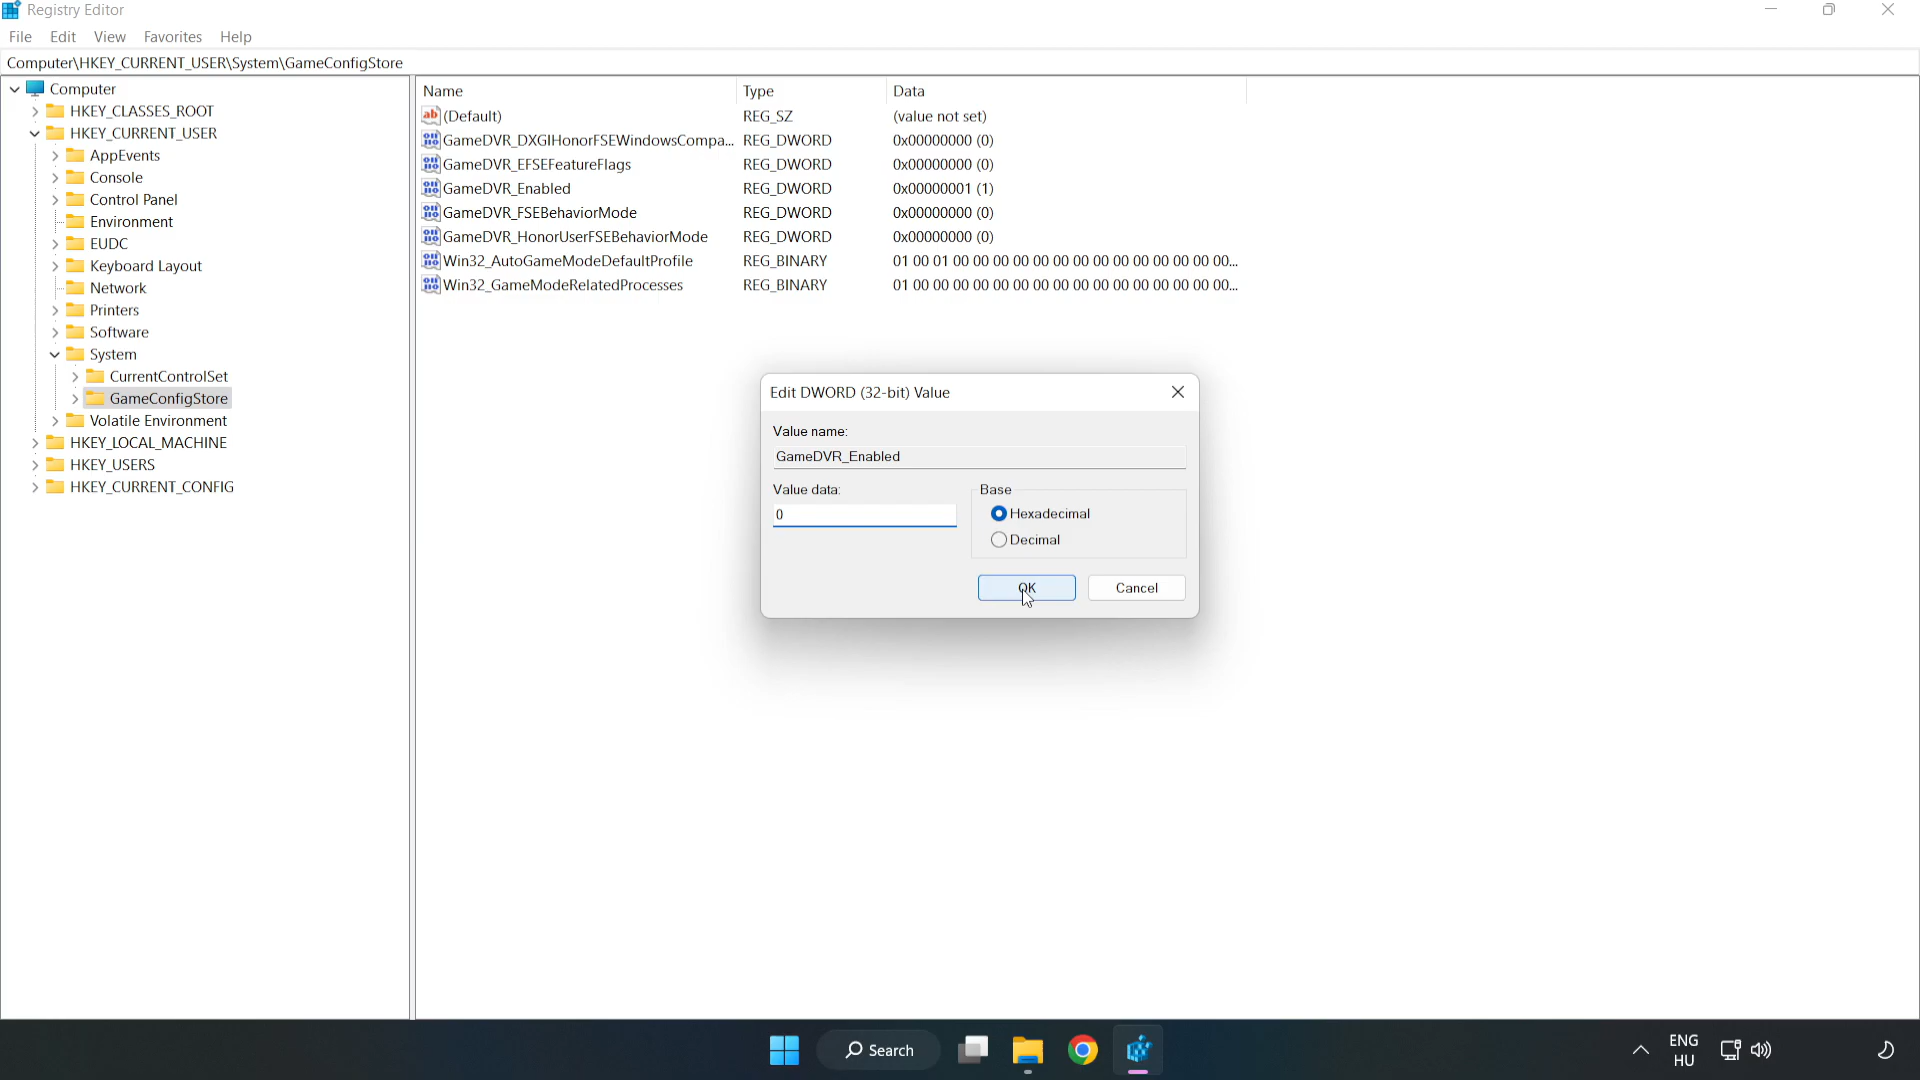 Registry Editor
File Edit View Favorites Help
Computer\HKEY_CURRENT_USER\System\GameConfigStore
Computer
HKEY_CLASSES_ROOT
HKEY_CURRENT_USER
AppEvents
Console
Control Panel
Environment
EUDC
Keyboard Layout
Network
Printers
Software
System
CurrentControlSet
GameConfigStore
Volatile Environment
HKEY_LOCAL_MACHINE
HKEY_USERS
HKEY_CURRENT_CONFIG
Name Type Data
(Default) REG_SZ (value not set)
GameDVR_DXGIHonorFSEWindowsCompa... REG_DWORD 0x00000000 (0)
GameDVR_EFSEFeatureFlags REG_DWORD 0x00000000 (0)
GameDVR_Enabled REG_DWORD 0x00000001 (1)
GameDVR_FSEBehaviorMode REG_DWORD 0x00000000 (0)
GameDVR_HonorUserFSEBehaviorMode REG_DWORD 0x00000000 (0)
Win32_AutoGameModeDefaultProfile REG_BINARY 01 00 01 00 00 00 00 00 00 00 00 00 00 00 00 00 00...
Win32_GameModeRelatedProcesses REG_BINARY 01 00 00 00 00 00 00 00 00 00 00 00 00 00 00 00 00...
Edit DWORD (32-bit) Value
Value name:
GameDVR_Enabled
Value data: Base
0 Hexadecimal
Decimal
OK Cancel
Search
ENG
HU